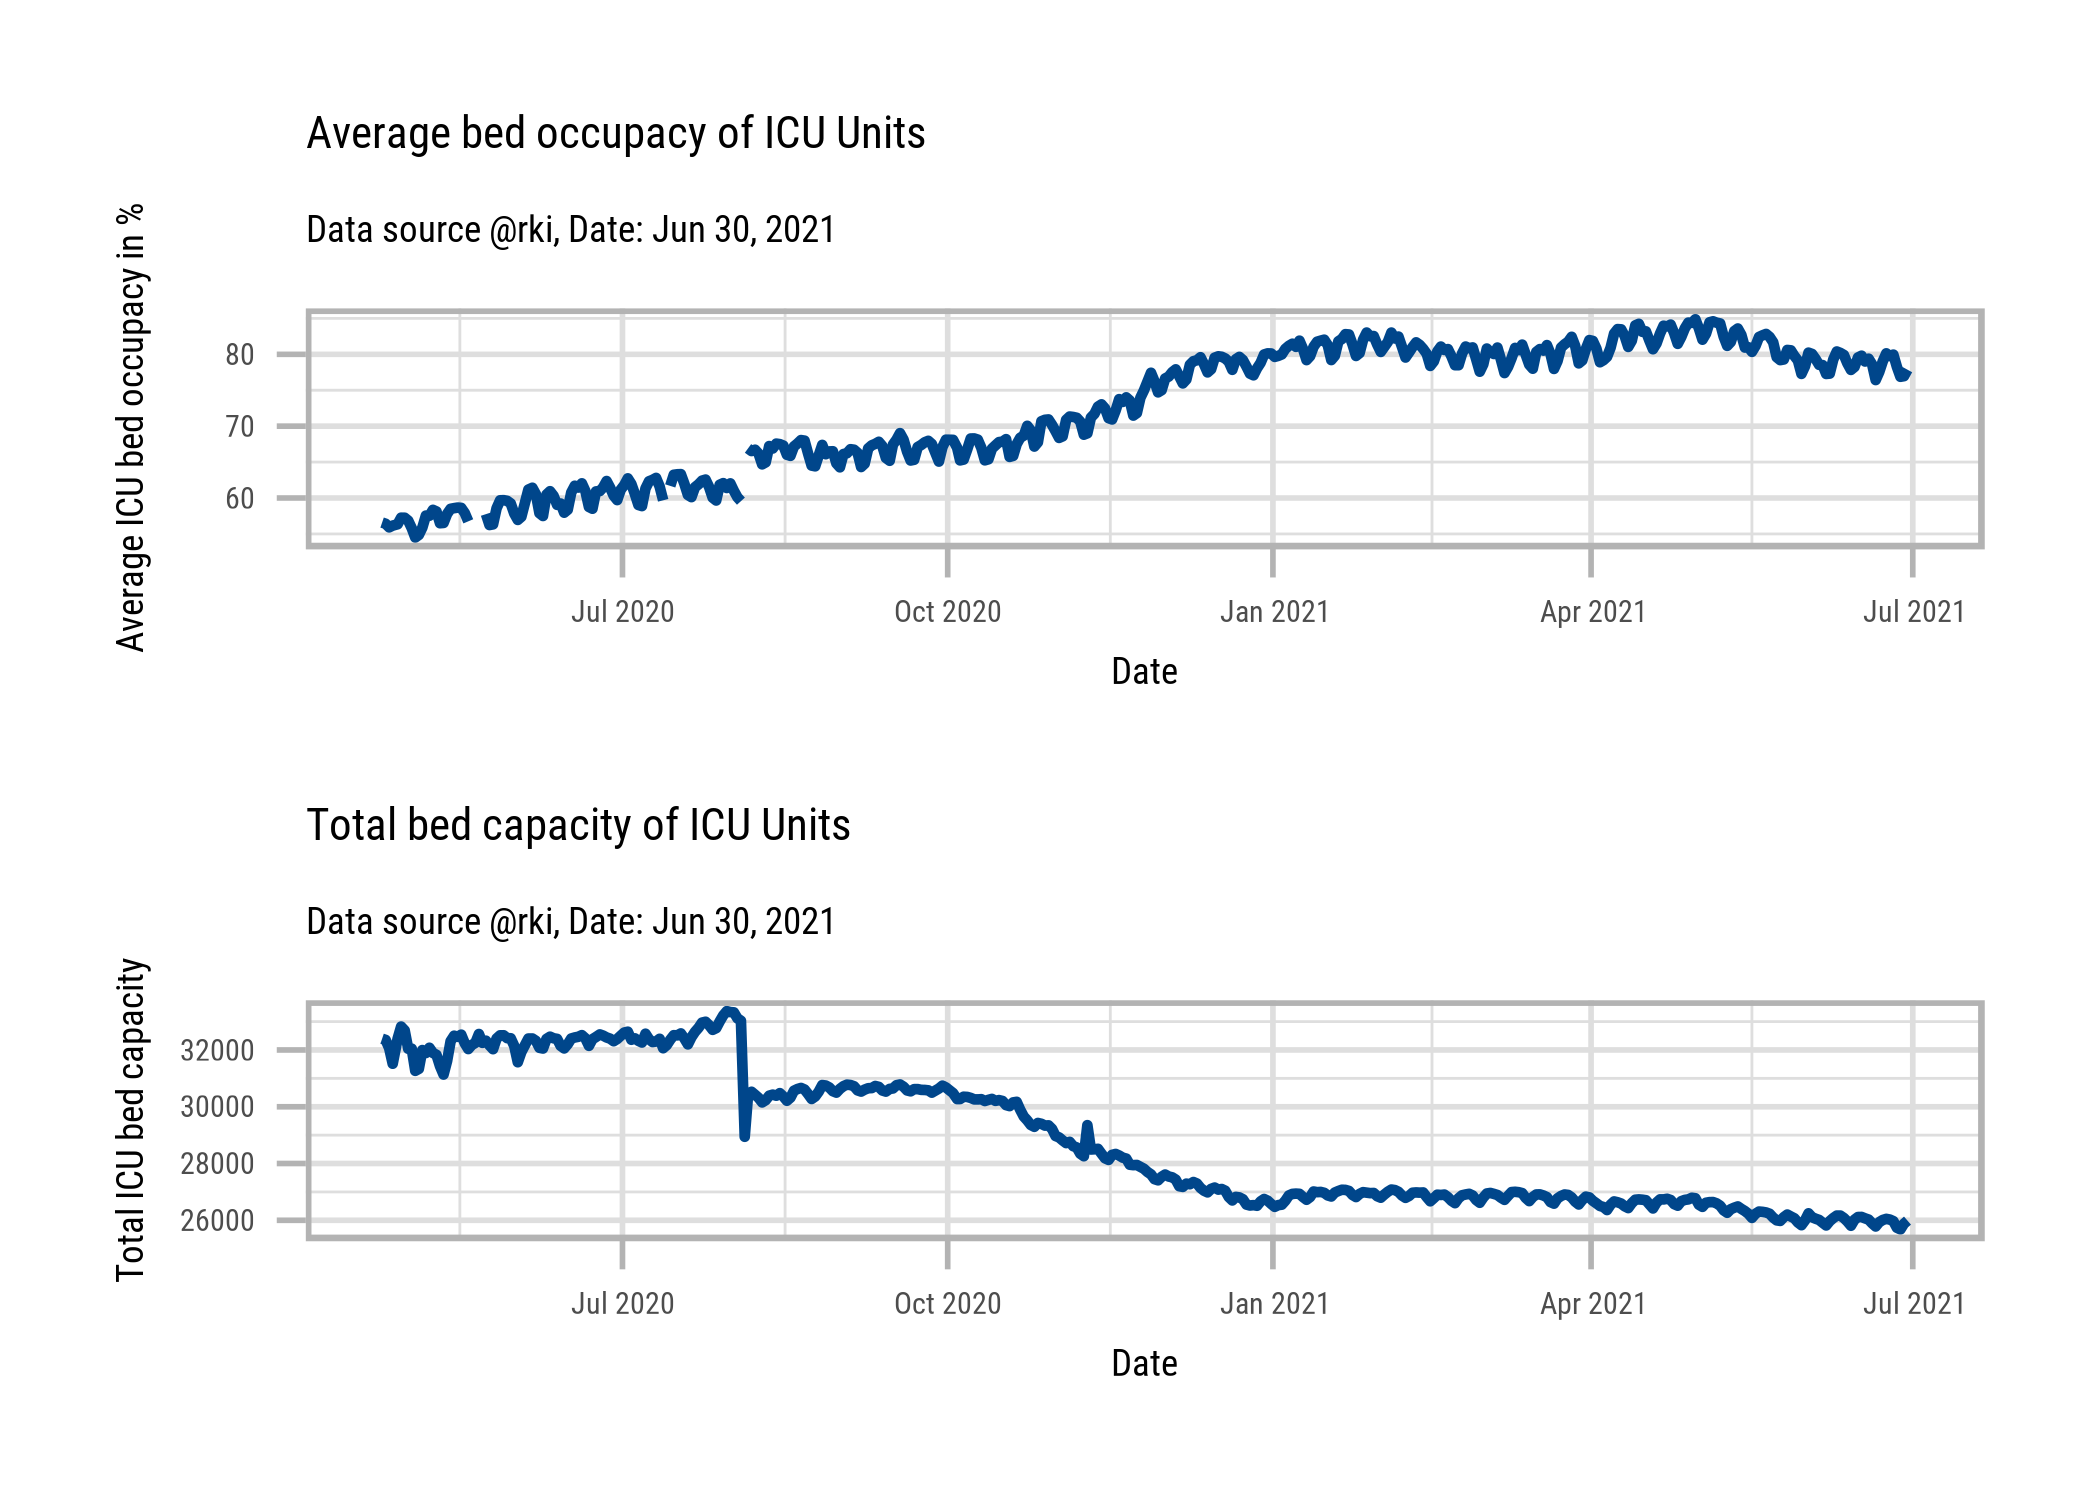 Average bed occupacy of ICU Units
Data source @rki, Date: Jun 30, 2021
Average ICU bed occupacy in %
80
70
60
Jul 2020
Oct 2020
Jan 2021
Apr 2021
Jul 2021
Date
Total bed capacity of ICU Units
Data source @rki, Date: Jun 30, 2021
Total ICU bed capacity
32000
30000
28000
26000
Jul 2020
Oct 2020
Jan 2021
Apr 2021
Jul 2021
Date